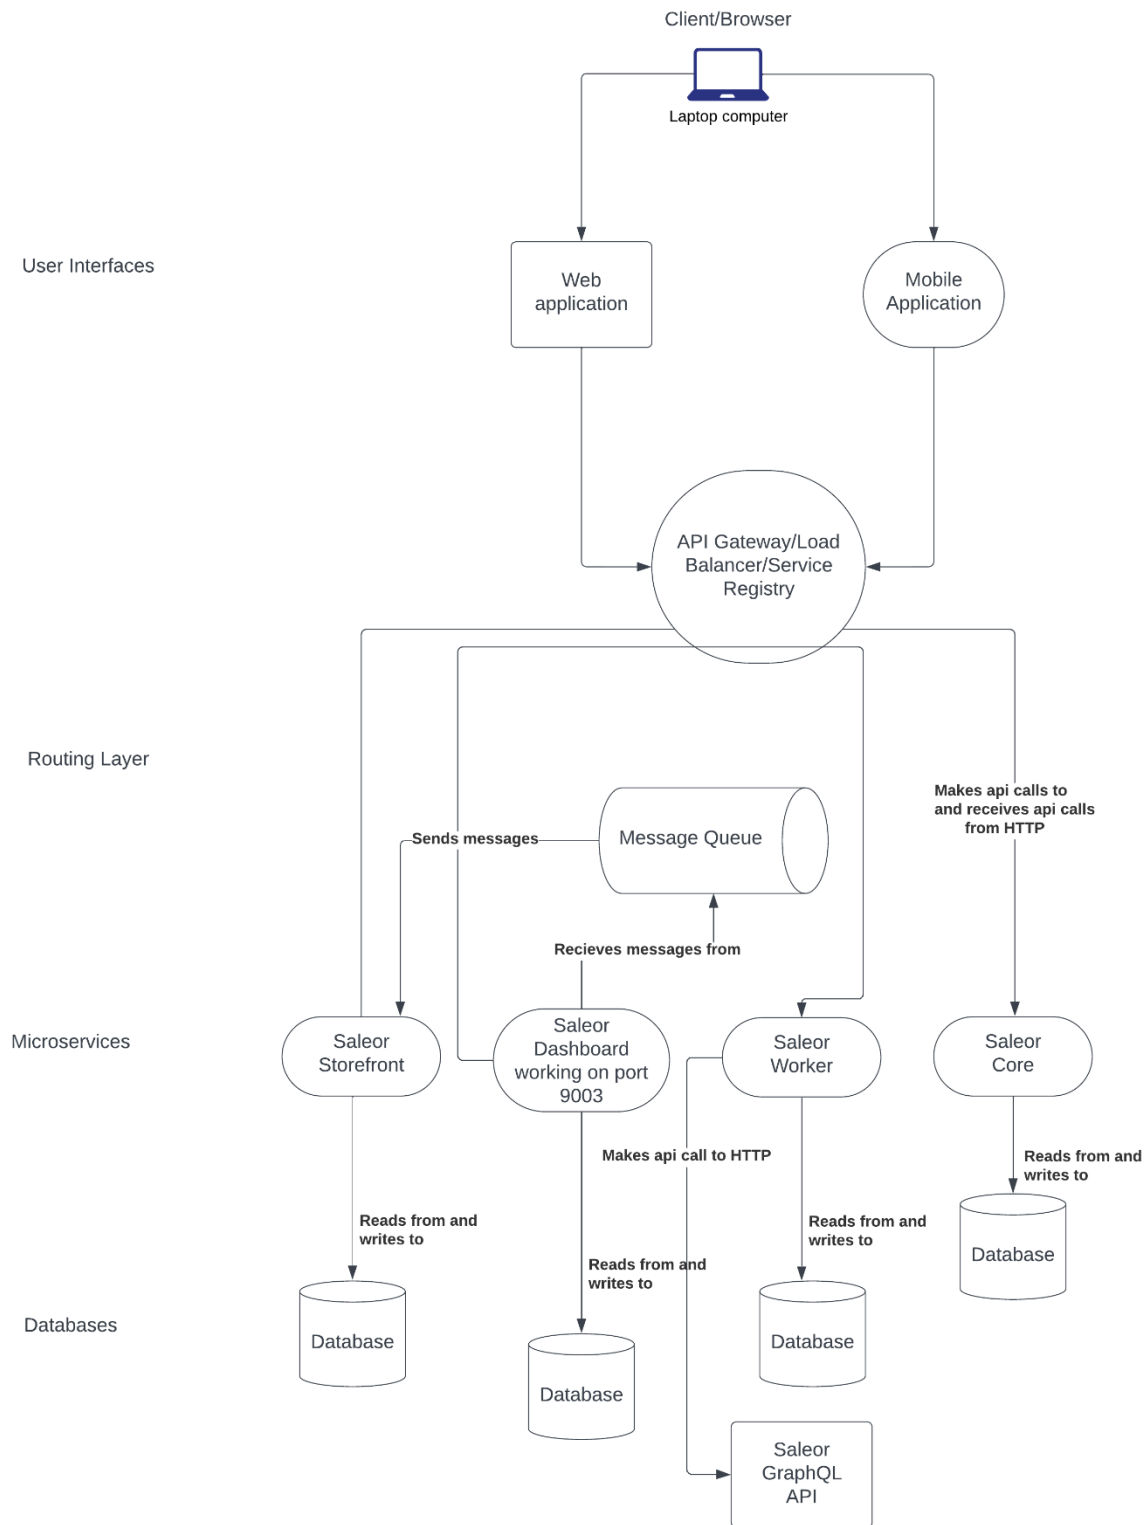 Client/Browser
Laptop computer
User Interfaces
Web
application
Mobile
Application
API Gateway/Load
Balancer/Service
Registry
Routing Layer
Makes api calls to
and receives api calls
from HTTP
Sends messages
Message Queue
Recieves messages from
Microservices
Saleor
Storefront
Saleor
Dashboard
working on port
9003
Saleor
Worker
Saleor
Core
Makes api call to HTTP
Reads from and
writes to
Reads from and
writes to
Reads from and
writes to
Reads from and
writes to
Database
Databases
Database
Database
Database
Saleor
GraphQL
API